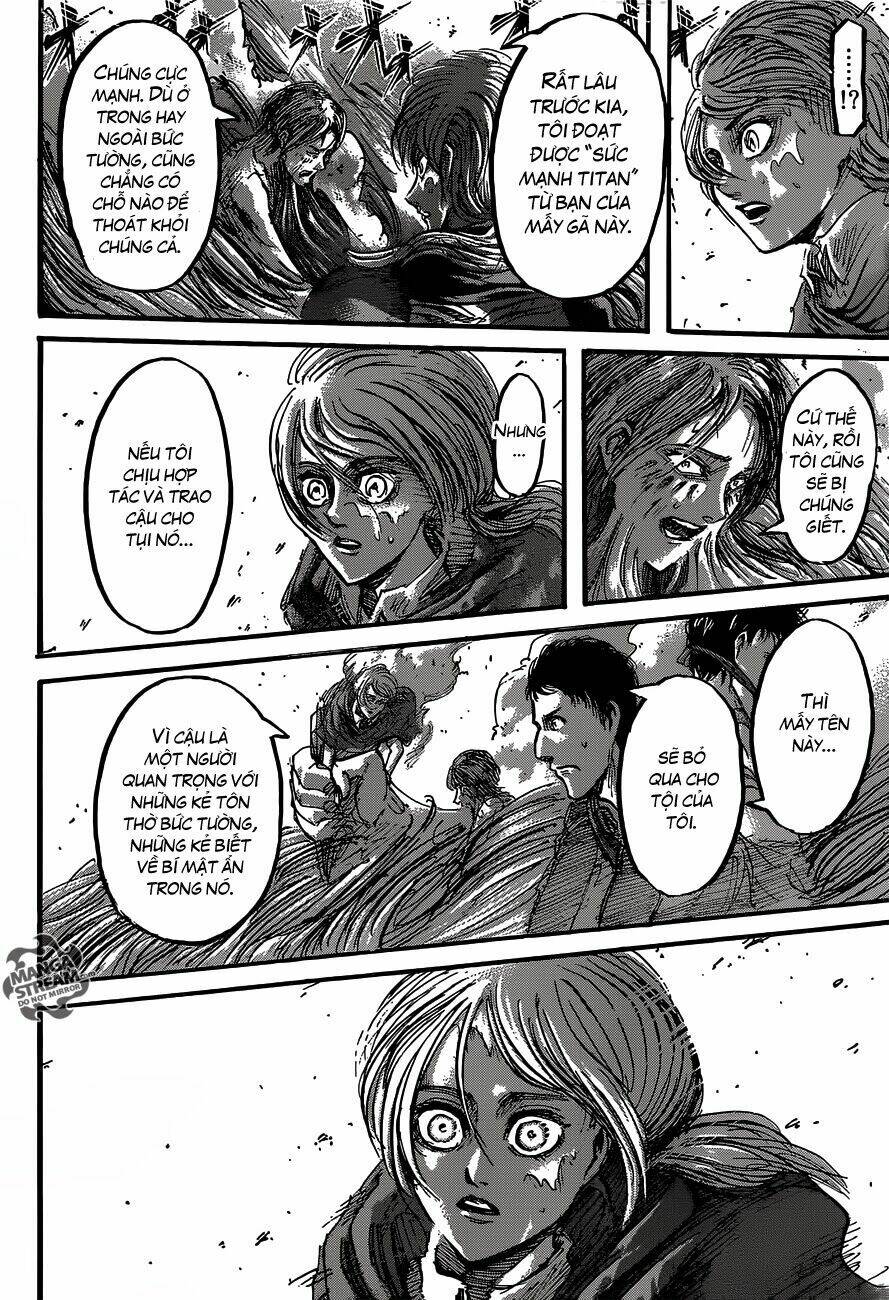 ......
!?
RẤT LÂU
TRƯỚC KIA,
TÔI ĐOẠT
ĐƯỢC "SỨC
MẠNH TITAN"
TỪ BẠN CỦA
MẤY GÃ NÀY.
CHÚNG CỰC
MẠNH. DÙ Ở
TRONG HAY
NGOÀI BỨC
TƯỜNG, CŨNG
CHẲNG CÓ
CHỖ NÀO ĐỂ
THOÁT KHỎI
CHÚNG CẢ.
CỨ THẾ
NÀY, RỒI
TÔI CŨNG
SẼ BỊ
CHÚNG
GIẾT.
NHƯNG
...
NẾU TÔI
CHỊU HỢP
TÁC VÀ TRAO
CẬU CHO
TỤI NÓ...
THÌ
MẤY TÊN
NÀY...
SẼ BỎ
QUA CHO
TỘI CỦA
TÔI.
VÌ CẬU LÀ
MỘT NGƯỜI
QUAN TRỌNG VỚI
NHỮNG KẺ TÔN
THỜ BỨC TƯỜNG,
NHỮNG KẺ BIẾT
VỀ BÍ MẬT ẨN
TRONG NÓ.
MANGA
STREAM.com
DO NOT MIRROR